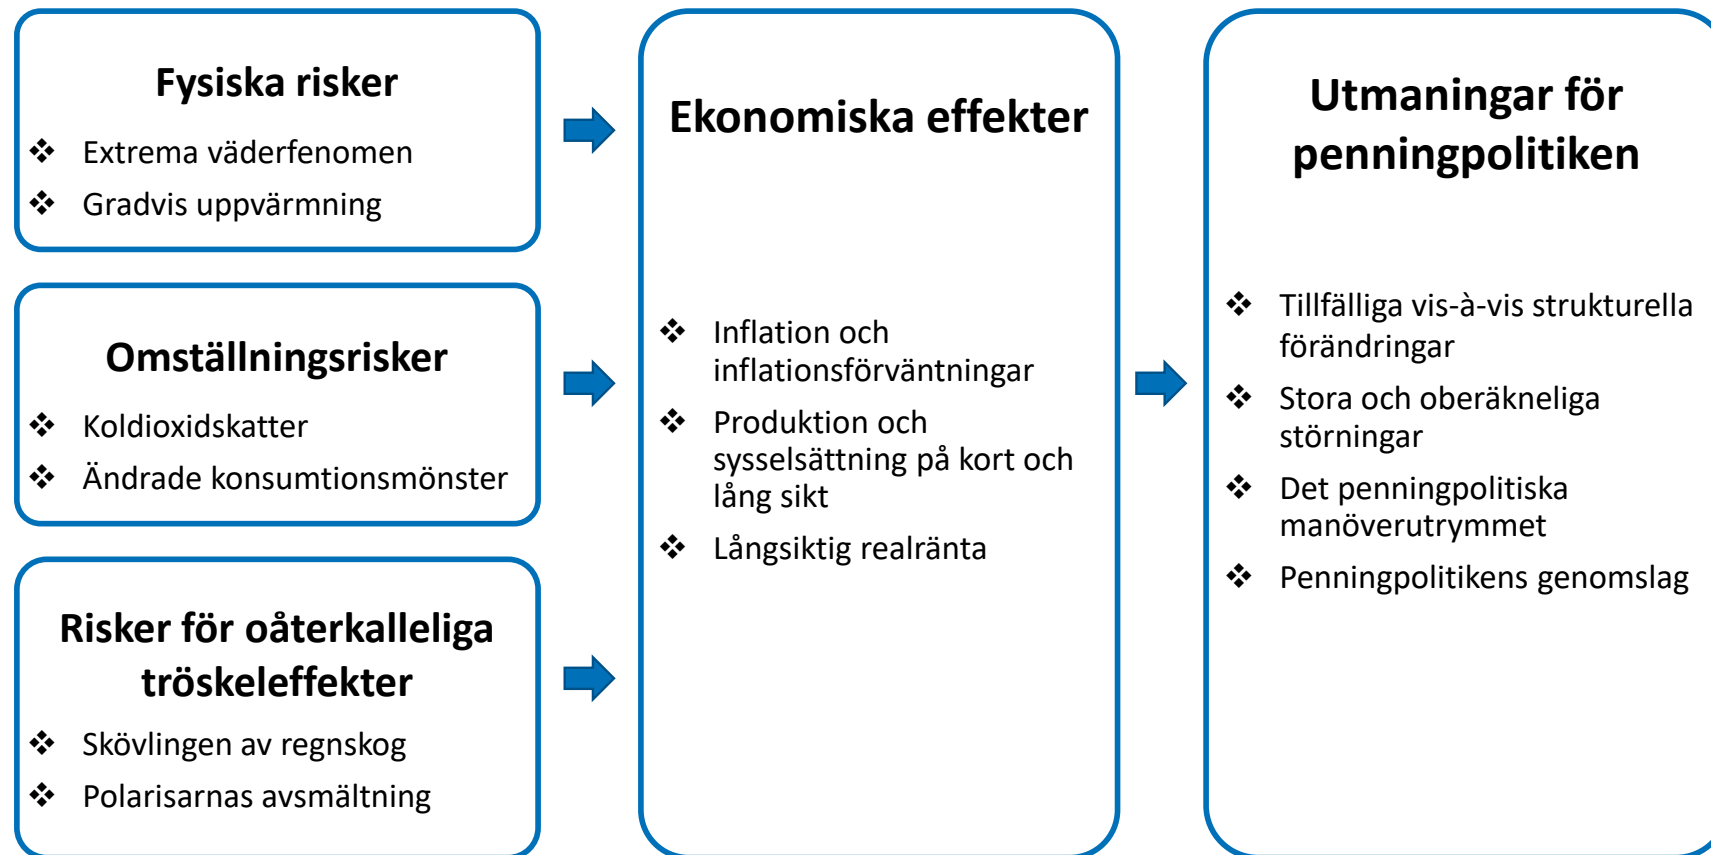 Fysiska risker
❖ Extrema väderfenomen
❖ Gradvis uppvärmning
Omställningsrisker
❖ Koldioxidskatter
❖ Ändrade konsumtionsmönster
Risker för oåterkalleliga
tröskeleffekter
❖ Skövlingen av regnskog
❖ Polarisarnas avsmältning
Ekonomiska effekter
❖ Inflation och
inflationsförväntningar
❖ Produktion och
sysselsättning på kort och
lång sikt
❖ Långsiktig realränta
Utmaningar för
penningpolitiken
❖ Tillfälliga vis-à-vis strukturella
förändringar
❖ Stora och oberäkneliga
störningar
❖ Det penningpolitiska
manöverutrymmet
❖ Penningpolitikens genomslag